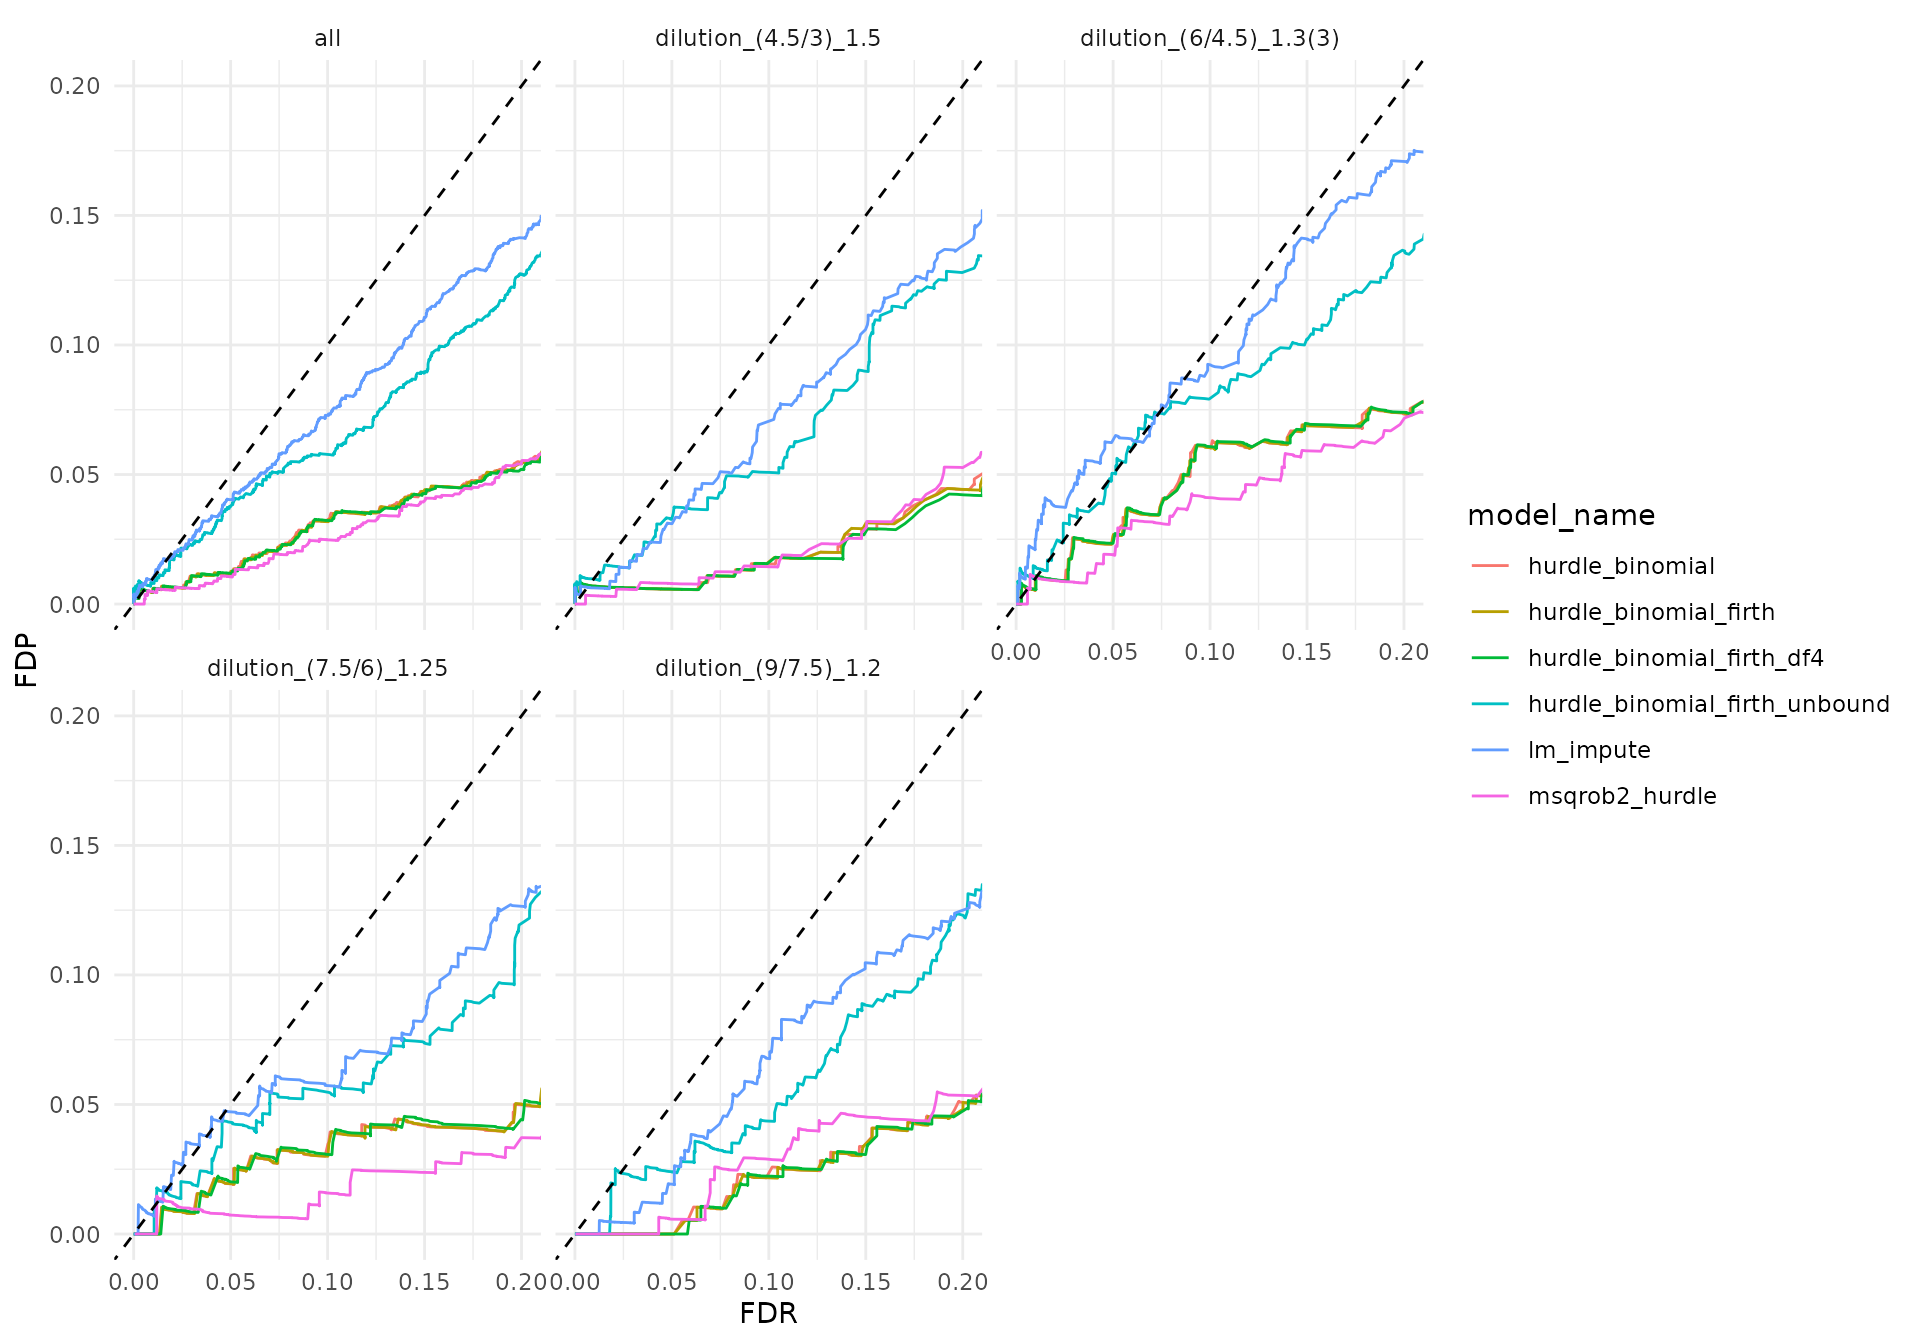 all
dilution_(4.5/3)_1.5
dilution_(6/4.5)_1.3(3)
0.20
0.15
0.10
0.05
0.00
0.00 0.05 0.10 0.15 0.20
FDP
dilution_(7.5/6)_1.25
dilution_(9/7.5)_1.2
0.20
0.15
0.10
0.05
0.00
0.00 0.05 0.10 0.15 0.20
0.00 0.05 0.10 0.15 0.20
FDR
model_name
hurdle_binomial
hurdle_binomial_firth
hurdle_binomial_firth_df4
hurdle_binomial_firth_unbound
lm_impute
msqrob2_hurdle